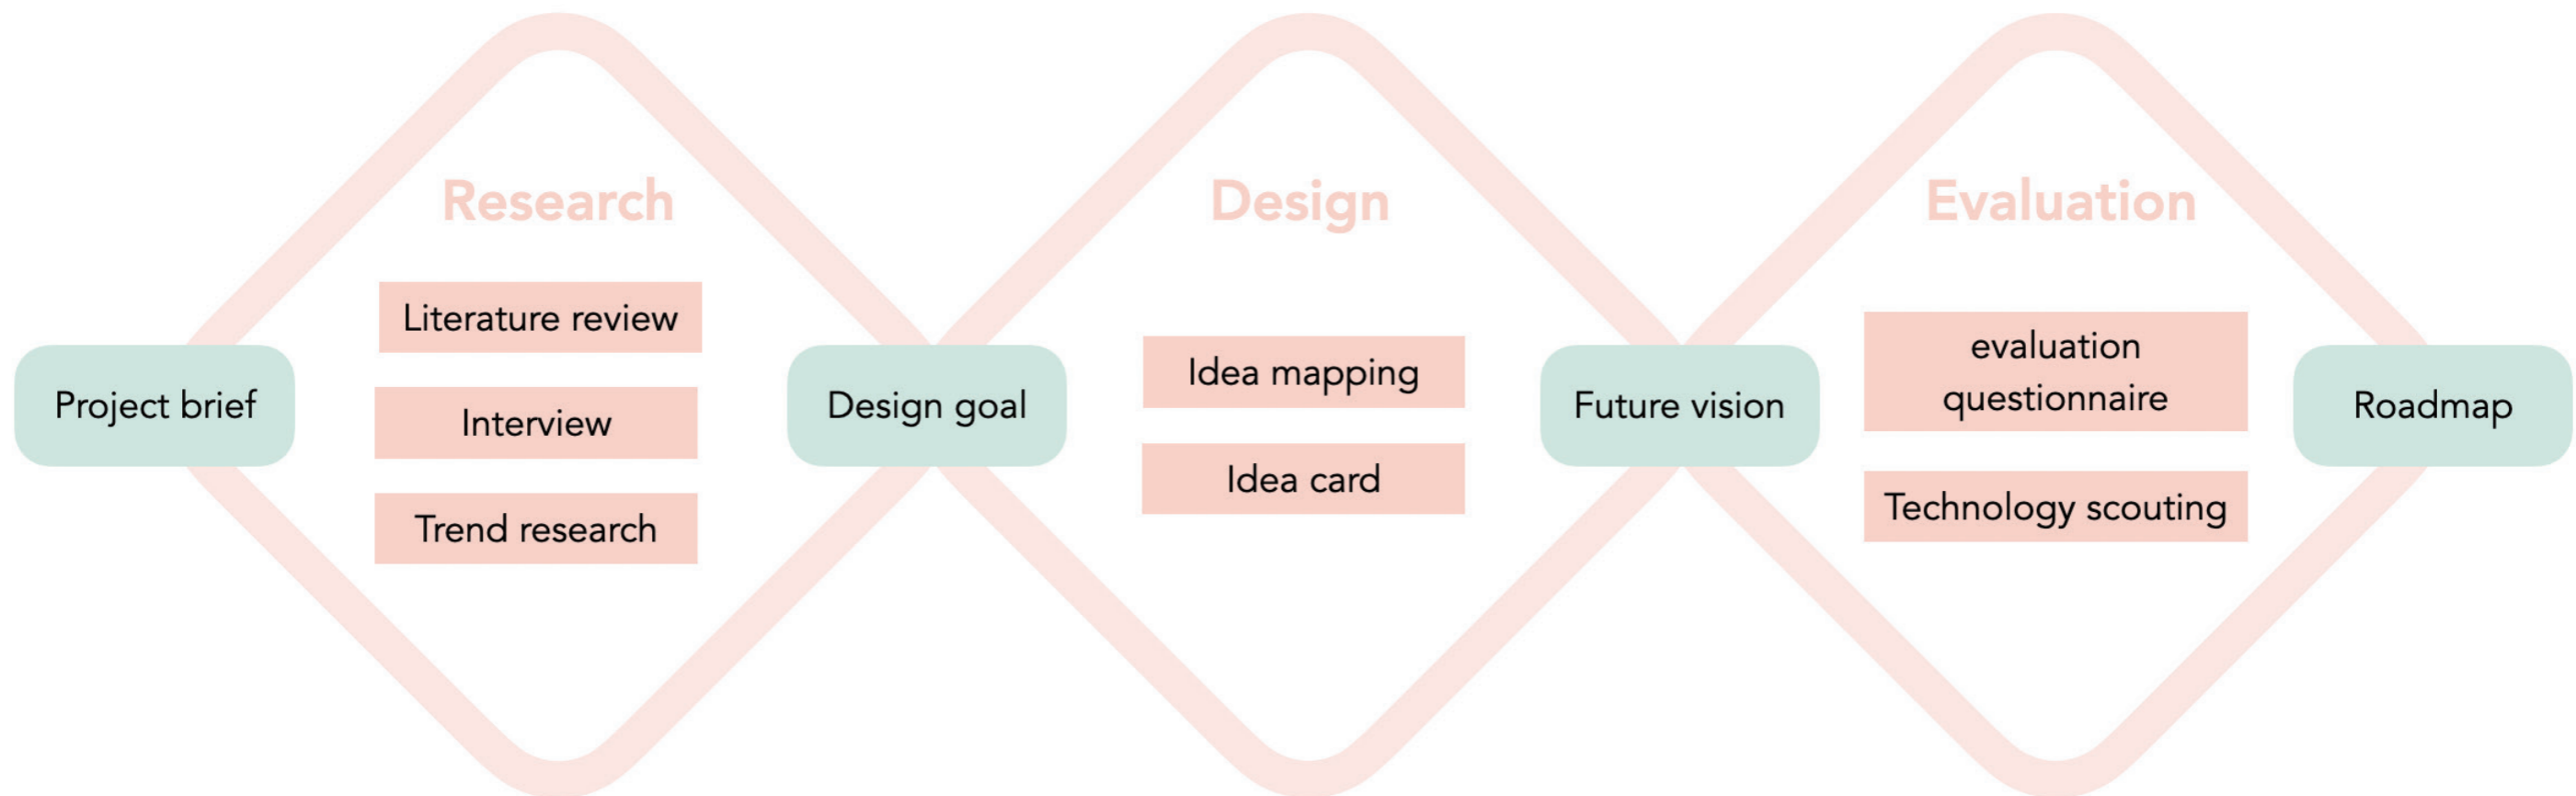 Research
Design
Evaluation
Project brief
Literature review
Interview
Trend research
Design goal
Idea mapping
Idea card
Future vision
evaluation
questionnaire
Technology scouting
Roadmap